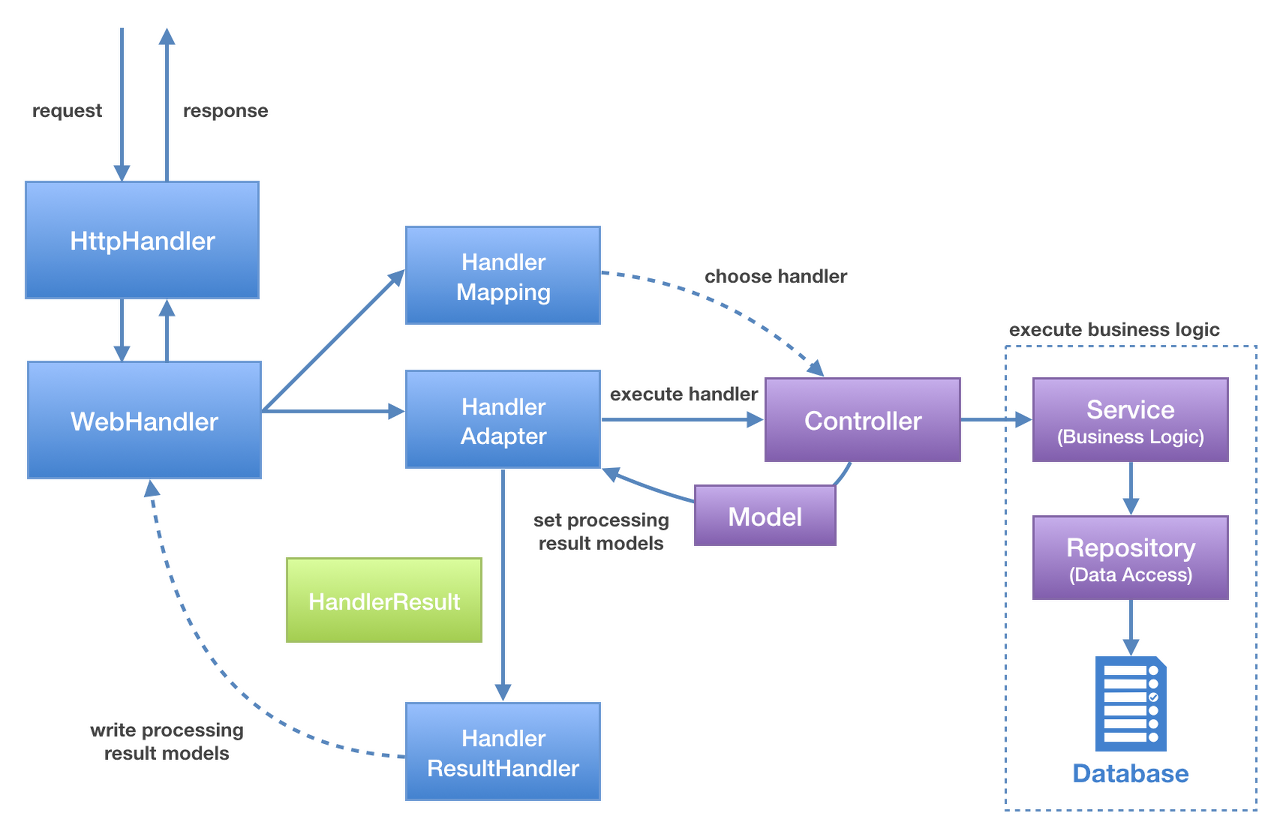 request
response
HttpHandler
WebHandler
Handler
Mapping
choose handler
Handler
Adapter
execute handler
Controller
execute business logic
Service
(Business Logic)
Model
set processing
result models
Repository
(Data Access)
HandlerResult
write processing
result models
Handler
ResultHandler
Database